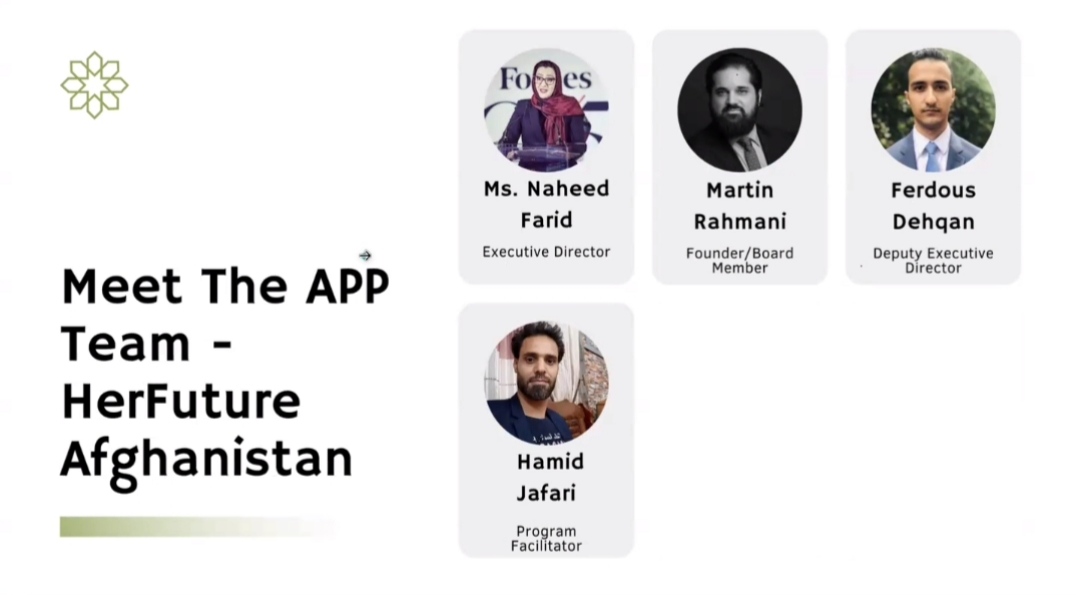 Meet The APP
Team -
HerFuture
Afghanistan
Forbes
Ms. Naheed
Farid
Executive Director
Martin
Rahmani
Founder/Board
Member
Ferdous
Dehqan
Deputy Executive
Director
Hamid
Jafari
Program
Facilitator